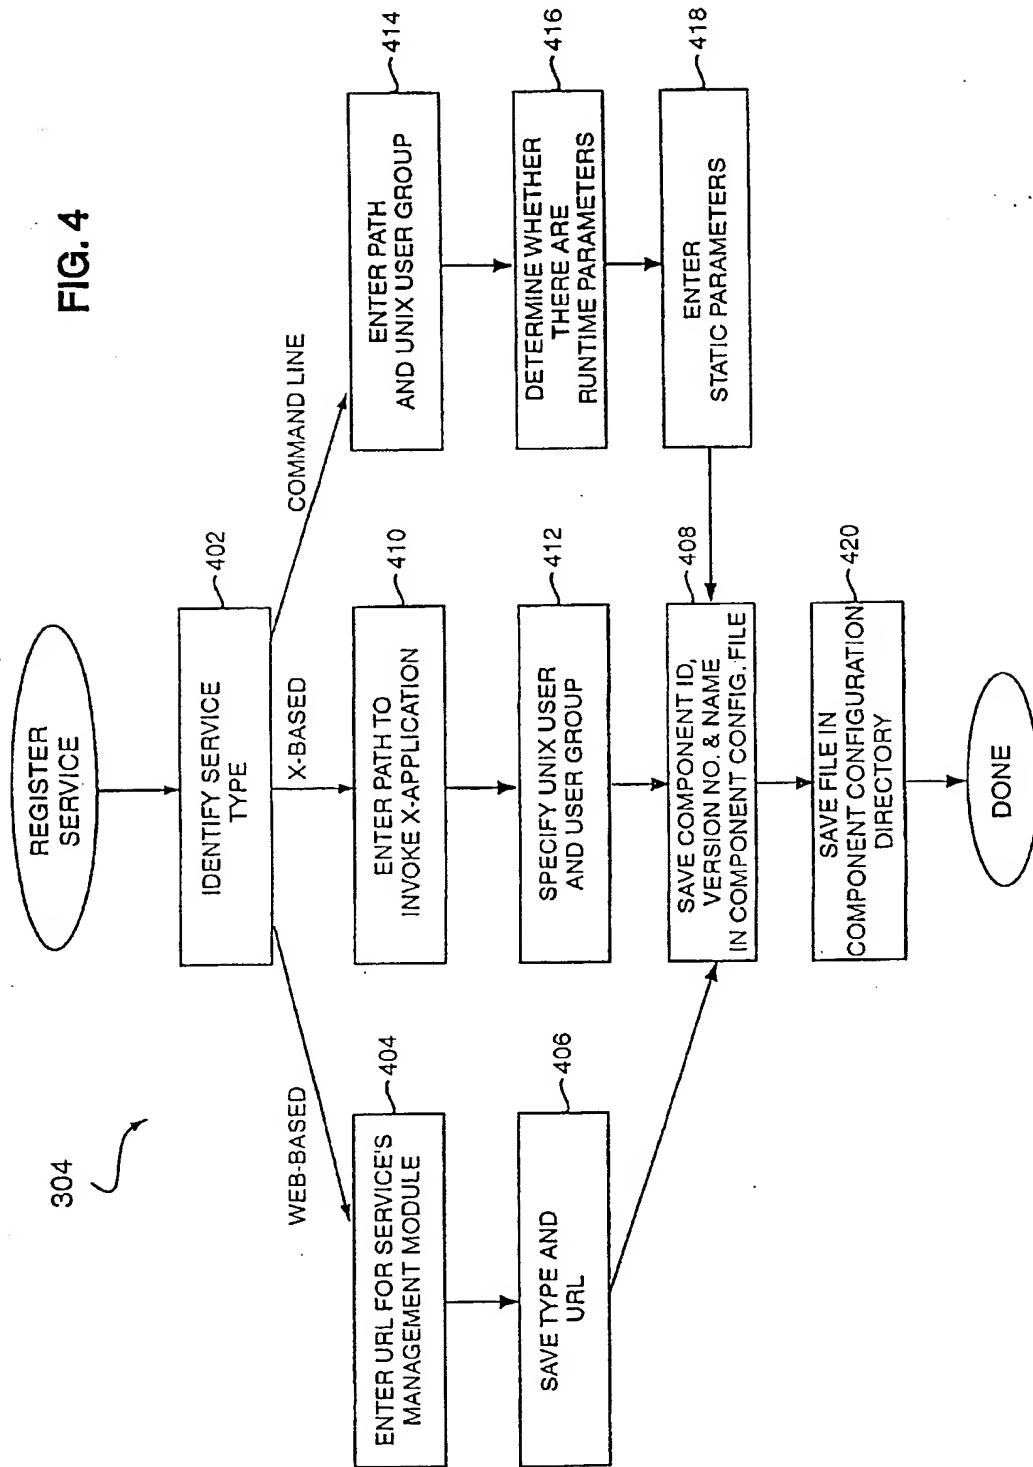 FIG. 4
304
REGISTER
SERVICE
IDENTIFY SERVICE
TYPE
402
WEB-BASED
X-BASED
COMMAND LINE
ENTER URL FOR SERVICE'S
MANAGEMENT MODULE
404
ENTER PATH TO
INVOKE X-APPLICATION
410
ENTER PATH
AND UNIX USER GROUP
414
SAVE TYPE AND
URL
406
SPECIFY UNIX USER
AND USER GROUP
412
DETERMINE WHETHER
THERE ARE
RUNTIME PARAMETERS
416
SAVE COMPONENT ID,
VERSION NO. & NAME
IN COMPONENT CONFIG. FILE
408
ENTER
STATIC PARAMETERS
418
SAVE FILE IN
COMPONENT CONFIGURATION
DIRECTORY
420
DONE